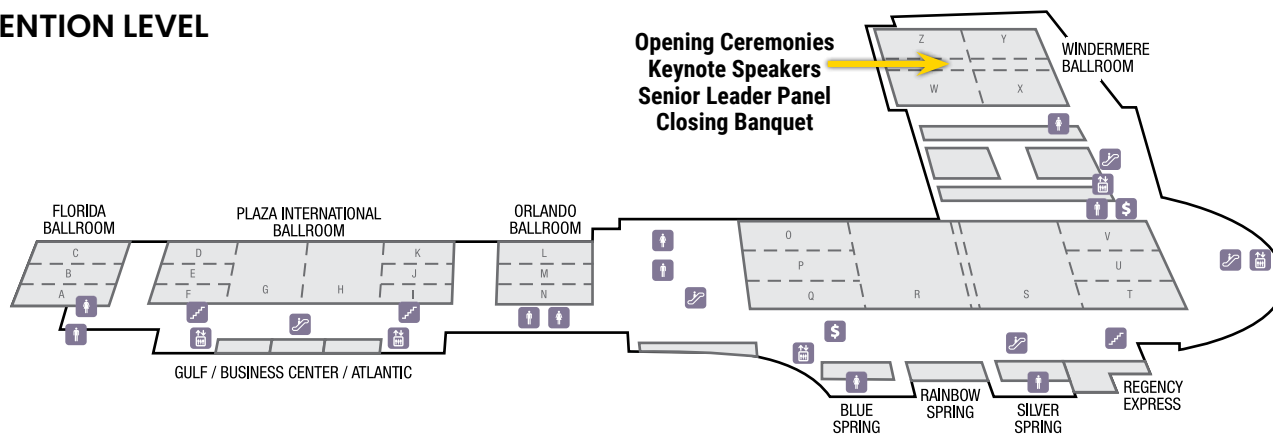 ENTION LEVEL
Opening Ceremonies
Keynote Speakers
Senior Leader Panel
Closing Banquet
Z
Y
W
X
WINDERMERE
BALLROOM
FLORIDA
BALLROOM
C
B
A
PLAZA INTERNATIONAL
BALLROOM
D
E
F
G
H
K
J
I
ORLANDO
BALLROOM
L
M
N
O
P
Q
R
S
V
U
T
$
$
GULF / BUSINESS CENTER / ATLANTIC
BLUE
SPRING
RAINBOW
SPRING
SILVER
SPRING
REGENCY
EXPRESS